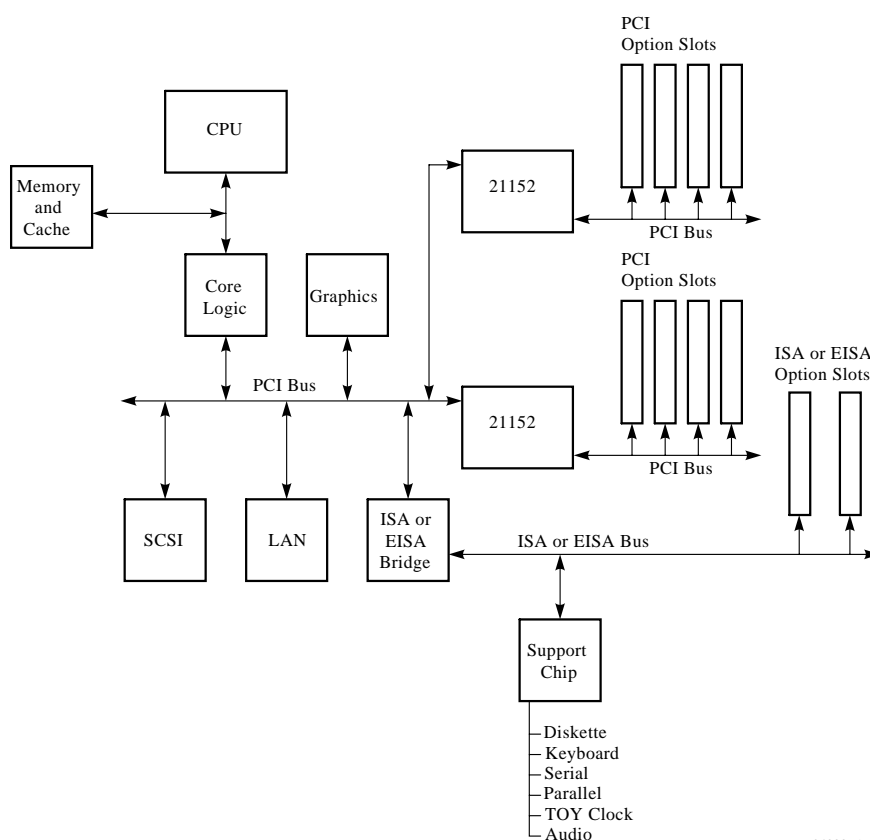 PCI
Option Slots
CPU
21152
Memory
and
Cache
PCI Bus
PCI
Option Slots
Core
Logic
Graphics
ISA or EISA
Option Slots
PCI Bus
21152
PCI Bus
SCSI
LAN
ISA or
EISA
Bridge
ISA or EISA Bus
Support
Chip
Diskette
Keyboard
Serial
Parallel
TOY Clock
Audio